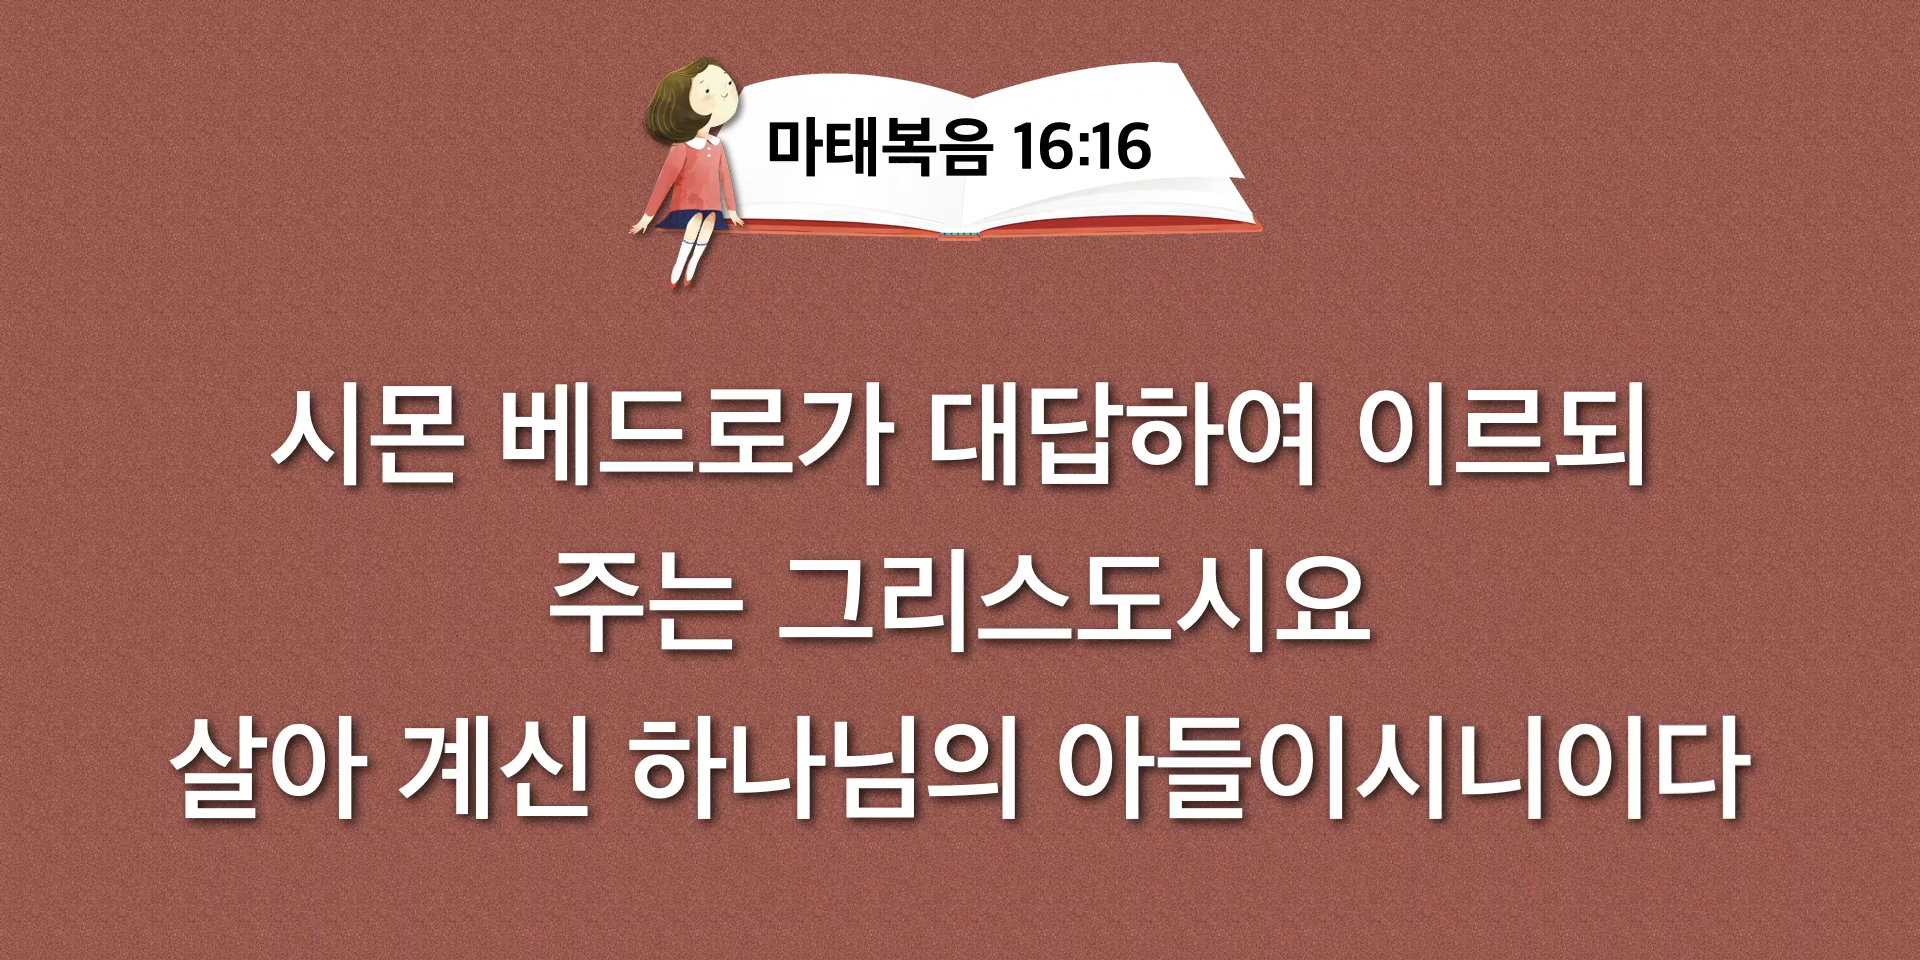 마태복음 16:16
시몬 베드로가 대답하여 이르되
주는 그리스도시요
살아 계신 하나님의 아들이시니이다